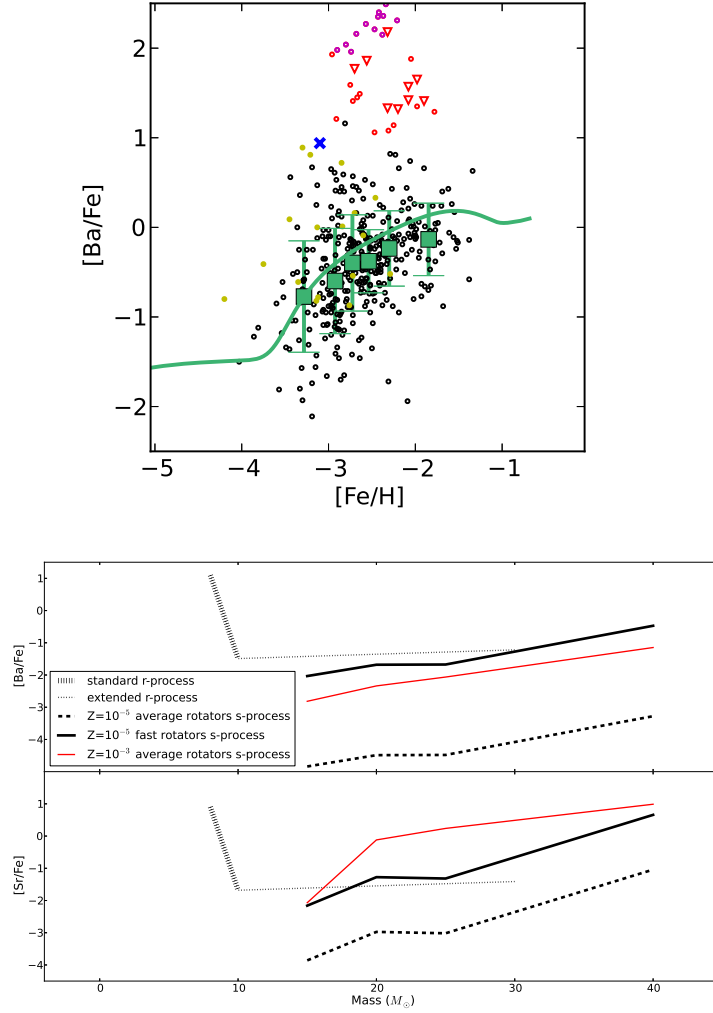 2
1
0
−1
−2
[Ba/Fe]
−5 −4 −3 −2 −1
[Fe/H]
1
0
−1
−2
−3
−4
[Ba/Fe]
standard r-process
extended r-process
Z=10⁻⁵ average rotators s-process
Z=10⁻⁵ fast rotators s-process
Z=10⁻³ average rotators s-process
1
0
−1
−2
−3
−4
[Sr/Fe]
0 10 20 30 40
Mass (M⊙)